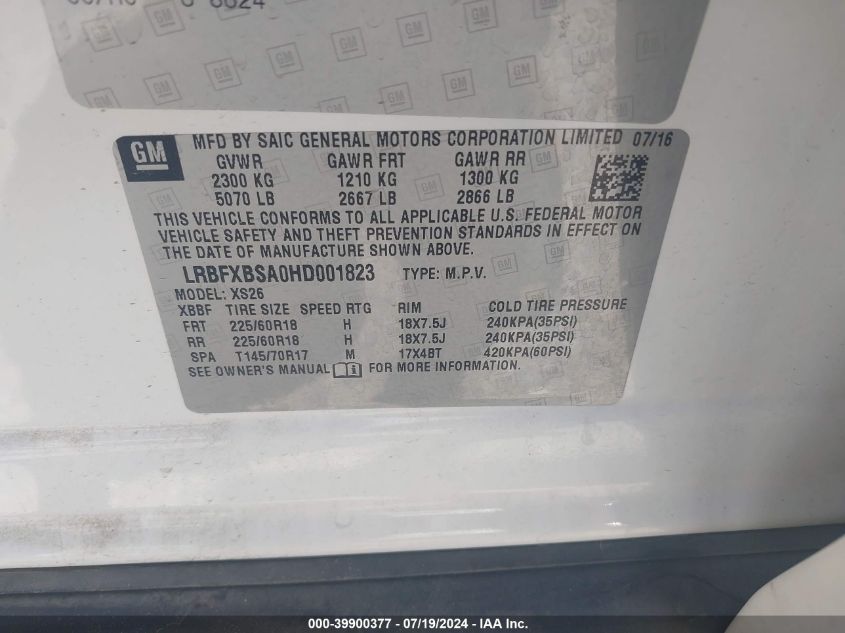 GM
MFD BY SAIC GENERAL MOTORS CORPORATION LIMITED 07/16
GVWR GAWR FRT GAWR RR
2300 KG 1210 KG 1300 KG
5070 LB 2667 LB 2866 LB
THIS VEHICLE CONFORMS TO ALL APPLICABLE U.S. FEDERAL MOTOR
VEHICLE SAFETY AND THEFT PREVENTION STANDARDS IN EFFECT ON
THE DATE OF MANUFACTURE SHOWN ABOVE.
LRBFXBSA0HD001823 TYPE: M.P.V.
MODEL: XS26
XBBF TIRE SIZE SPEED RTG RIM COLD TIRE PRESSURE
FRT 225/60R18 H 18X7.5J 240KPA(35PSI)
RR 225/60R18 H 18X7.5J 240KPA(35PSI)
SPA T145/70R17 M 17X4BT 420KPA(60PSI)
SEE OWNER'S MANUAL FOR MORE INFORMATION.
000-39900377 - 07/19/2024 - IAA Inc.